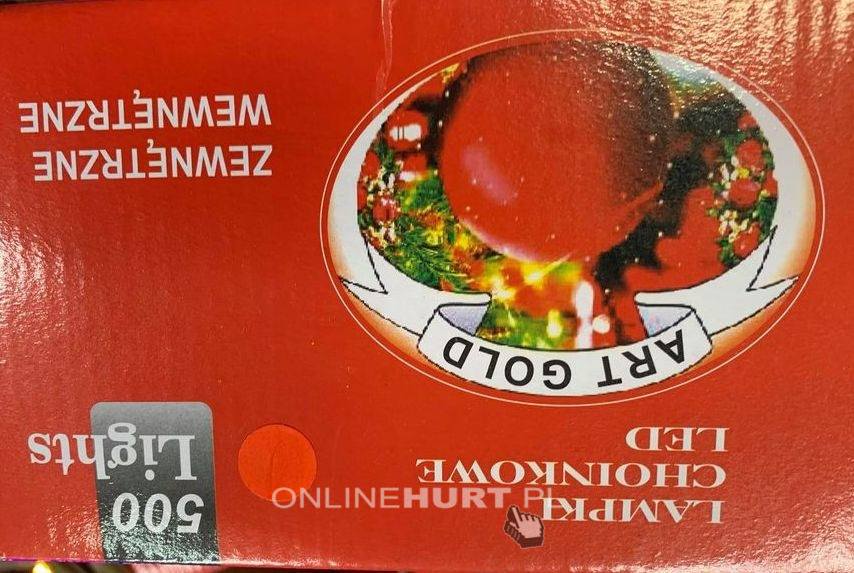 LAMPKI
CHOINKOWE
LED
500
Lights
ART GOLD
ZEWNĘTRZNE
WEWNĘTRZNE
ONLINEHURT.PL